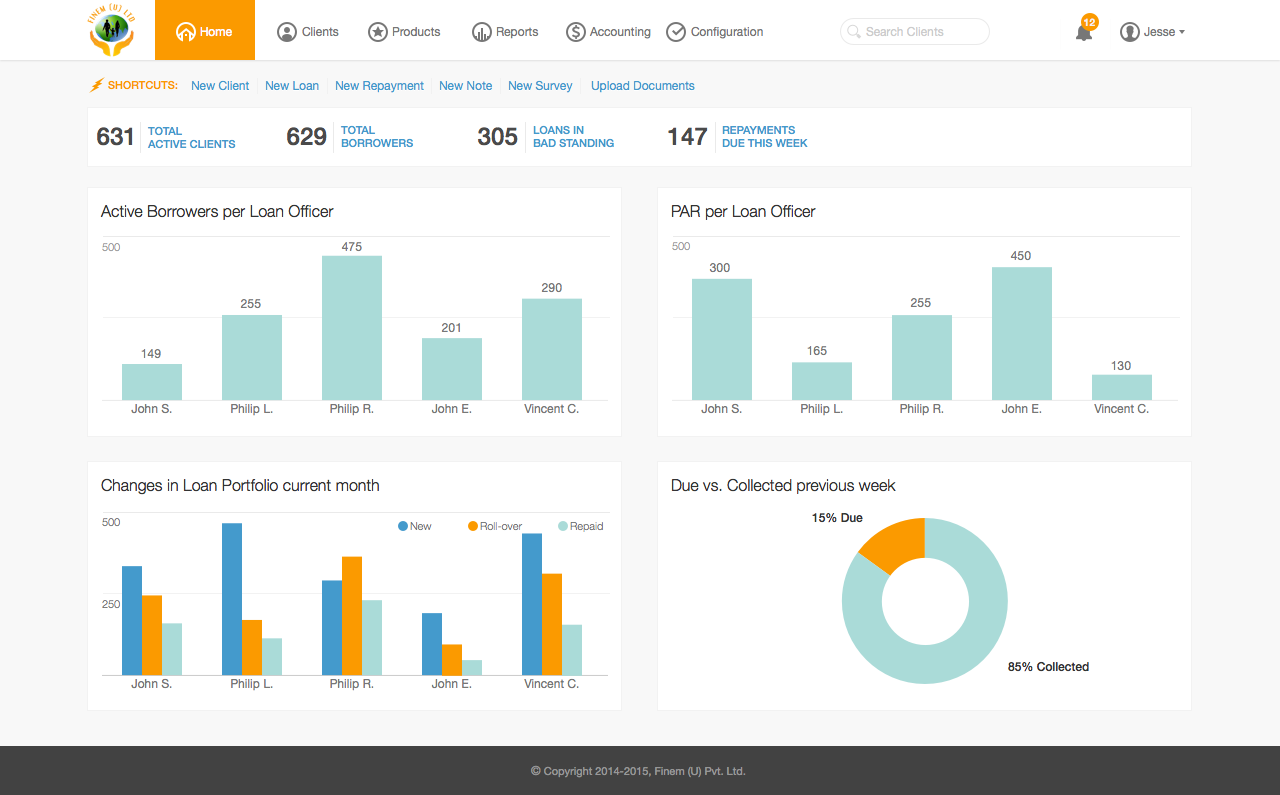 FINEM (U) LTD
Home
Clients
Products
Reports
Accounting
Configuration
Search Clients
12
Jesse
SHORTCUTS: New Client New Loan New Repayment New Note New Survey Upload Documents
631 TOTAL ACTIVE CLIENTS
629 TOTAL BORROWERS
305 LOANS IN BAD STANDING
147 REPAYMENTS DUE THIS WEEK
Active Borrowers per Loan Officer
500
149 255 475 201 290
John S. Philip L. Philip R. John E. Vincent C.
PAR per Loan Officer
500
300 165 255 450 130
John S. Philip L. Philip R. John E. Vincent C.
Changes in Loan Portfolio current month
500
New Roll-over Repaid
250
John S. Philip L. Philip R. John E. Vincent C.
Due vs. Collected previous week
15% Due
85% Collected
© Copyright 2014-2015, Finem (U) Pvt. Ltd.